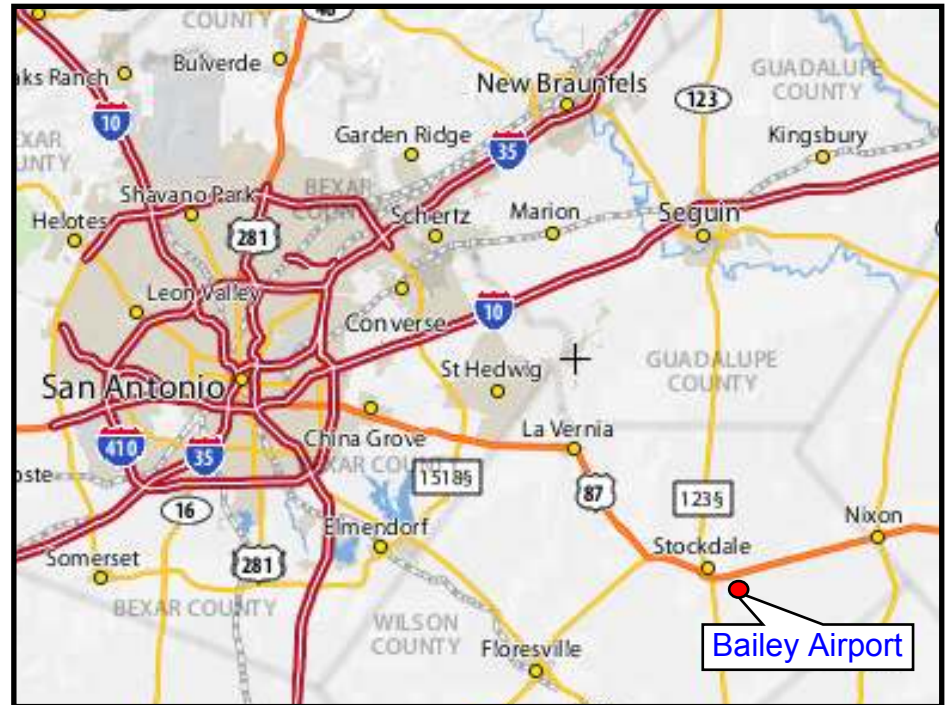 COUNTY
46
Bulverde
aks Ranch
GUADALUPE
COUNTY
New Braunfels
123
10
Kingsbury
EXAR
UNTY
Garden Ridge
35
Shavano Park
BEXAR
COUNTY
Helotes
281
Schertz
Marion
Seguin
Leon Valley
10
Converse
GUADALUPE
COUNTY
St Hedwig
San Antonio
La Vernia
China Grove
410
35
BEXAR COUNTY
oste
1518§
87
123§
16
Nixon
Elmendorf
Stockdale
Somerset
281
BEXAR COUNTY
WILSON
COUNTY
Floresville
Bailey Airport